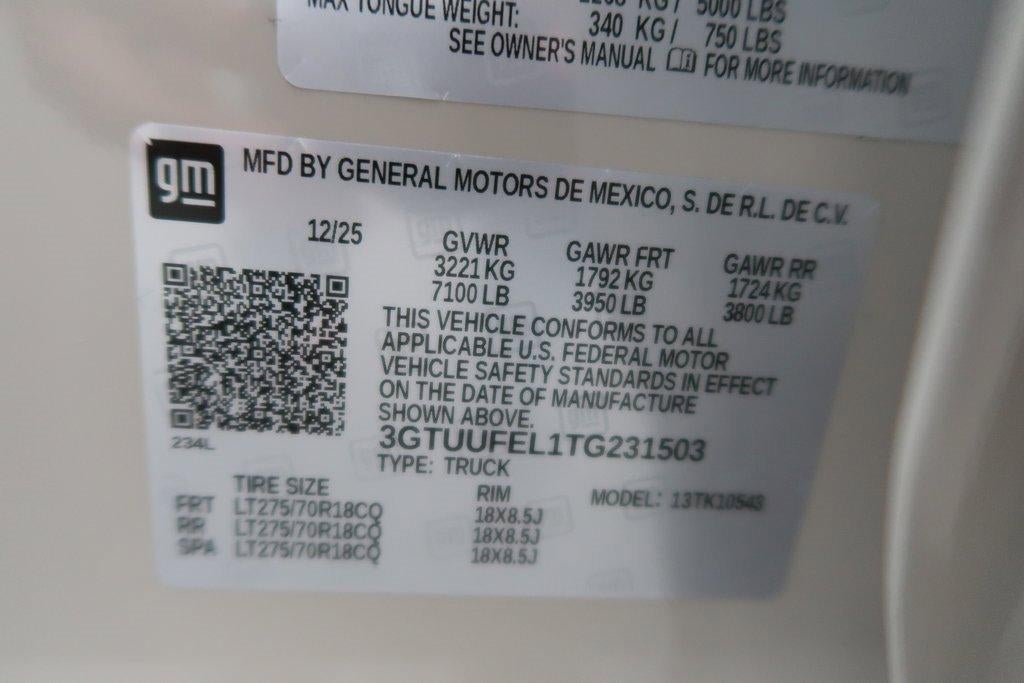 MAX TONGUE WEIGHT: KG / 5000 LBS
340 KG / 750 LBS
SEE OWNER'S MANUAL FOR MORE INFORMATION
gm
MFD BY GENERAL MOTORS DE MEXICO, S. DE R.L. DE C.V.
12/25
GVWR GAWR FRT GAWR RR
3221 KG 1792 KG 1724 KG
7100 LB 3950 LB 3800 LB
THIS VEHICLE CONFORMS TO ALL
APPLICABLE U.S. FEDERAL MOTOR
VEHICLE SAFETY STANDARDS IN EFFECT
ON THE DATE OF MANUFACTURE
SHOWN ABOVE.
234L
3GTUUFEL1TG231503
TYPE: TRUCK
TIRE SIZE RIM MODEL: 13TK10543
FRT LT275/70R18CQ 18X8.5J
RR LT275/70R18CQ 18X8.5J
SPA LT275/70R18CQ 18X8.5J